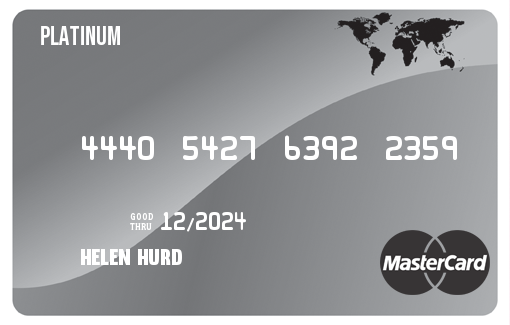 PLATINUM
4440 5427 6392 2359
GOOD
THRU 12/2024
HELEN HURD
MasterCard